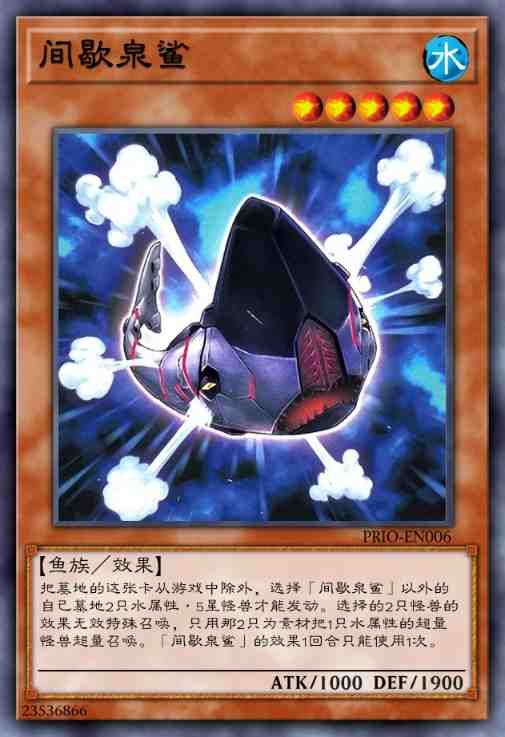 间歇泉鲨
水
PRIO-EN006
【鱼族／效果】
把墓地的这张卡从游戏中除外，选择「间歇泉鲨」以外的
自己墓地2只水属性·5星怪兽才能发动。选择的2只怪兽的
效果无效特殊召唤，只用那2只为素材把1只水属性的超量
怪兽超量召唤。「间歇泉鲨」的效果1回合只能使用1次。
ATK/1000 DEF/1900
23536866